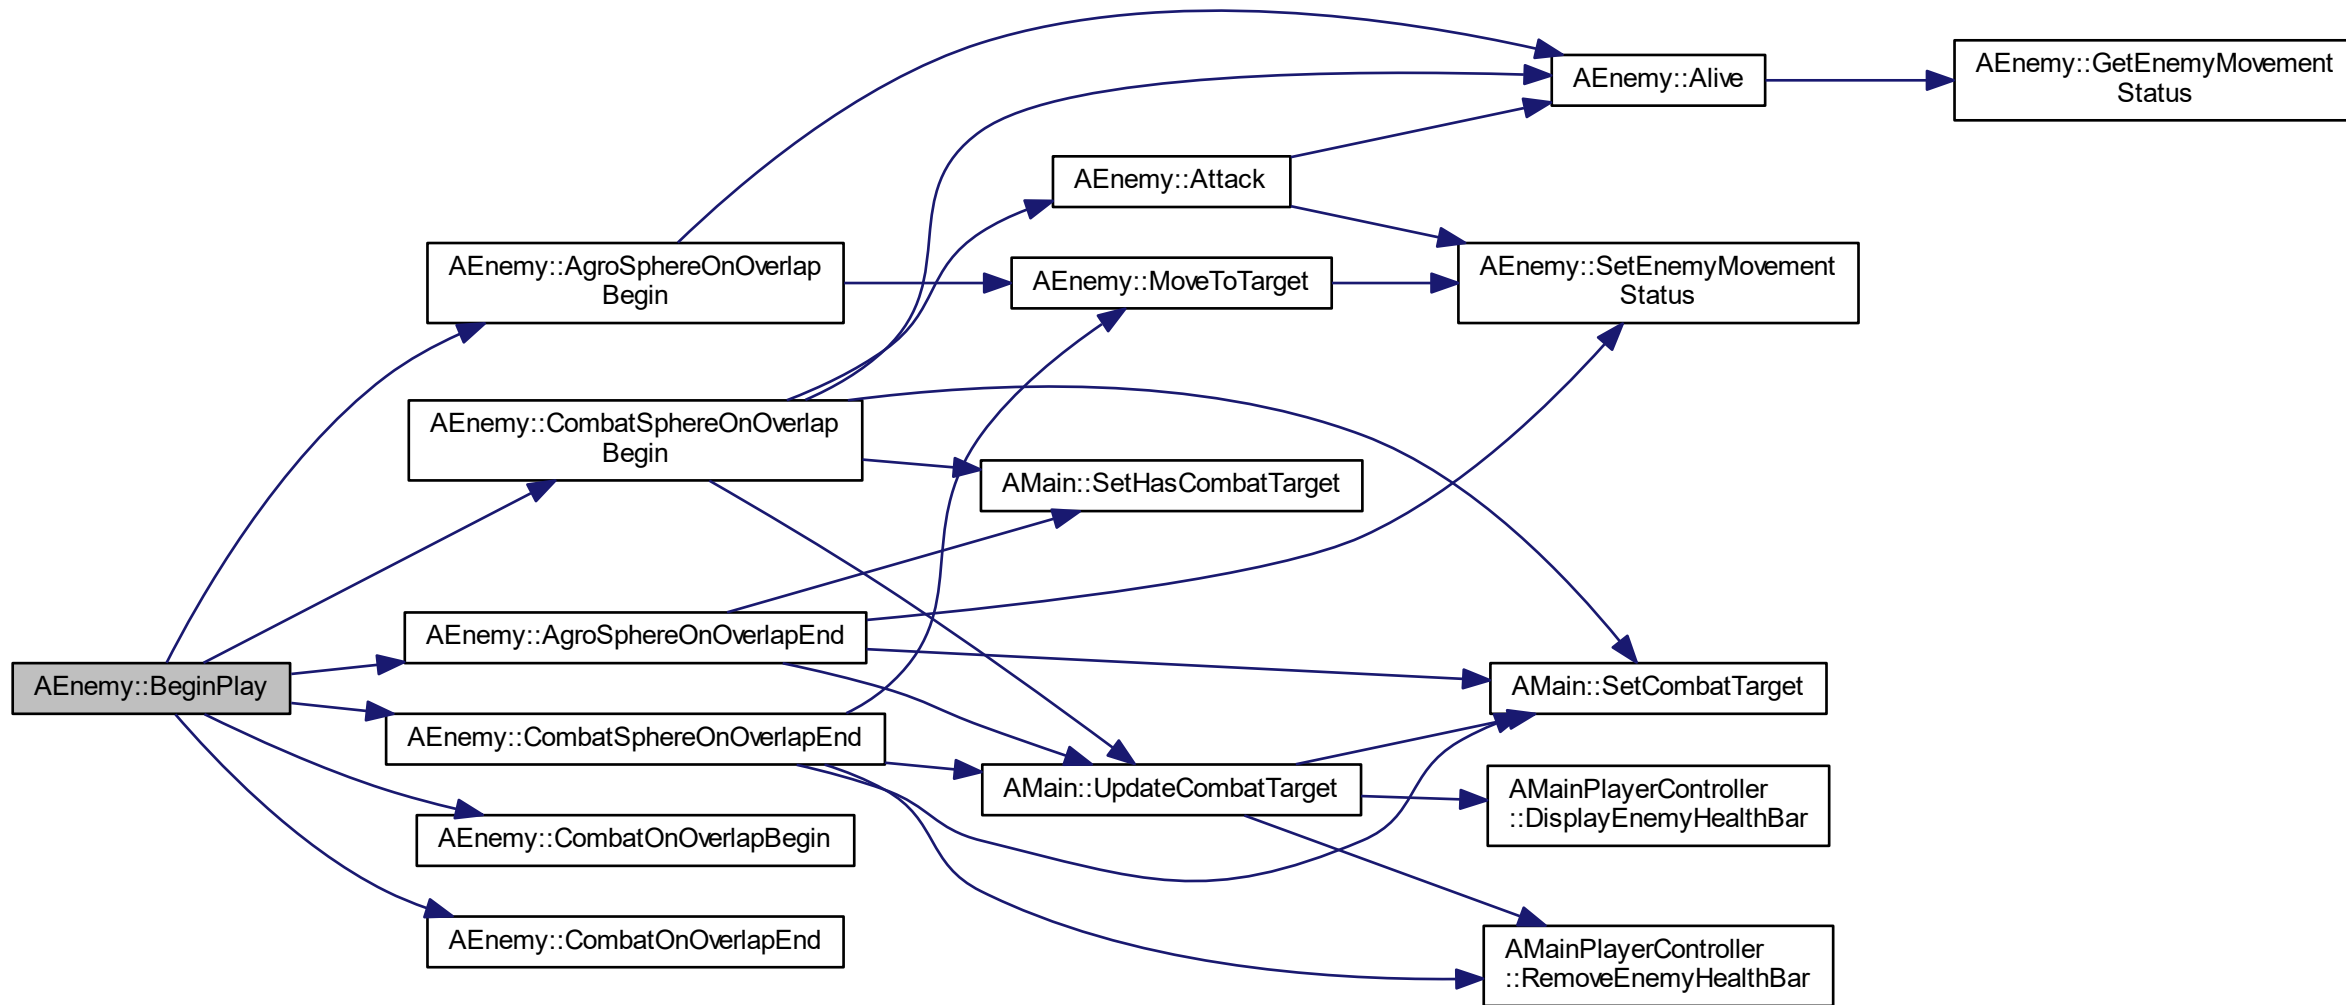 AEnemy::BeginPlay
AEnemy::AgroSphereOnOverlap
Begin
AEnemy::CombatSphereOnOverlap
Begin
AEnemy::AgroSphereOnOverlapEnd
AEnemy::CombatSphereOnOverlapEnd
AEnemy::CombatOnOverlapBegin
AEnemy::CombatOnOverlapEnd
AEnemy::Attack
AEnemy::MoveToTarget
AMain::SetHasCombatTarget
AMain::UpdateCombatTarget
AEnemy::Alive
AEnemy::SetEnemyMovement
Status
AMain::SetCombatTarget
AMainPlayerController
::DisplayEnemyHealthBar
AMainPlayerController
::RemoveEnemyHealthBar
AEnemy::GetEnemyMovement
Status